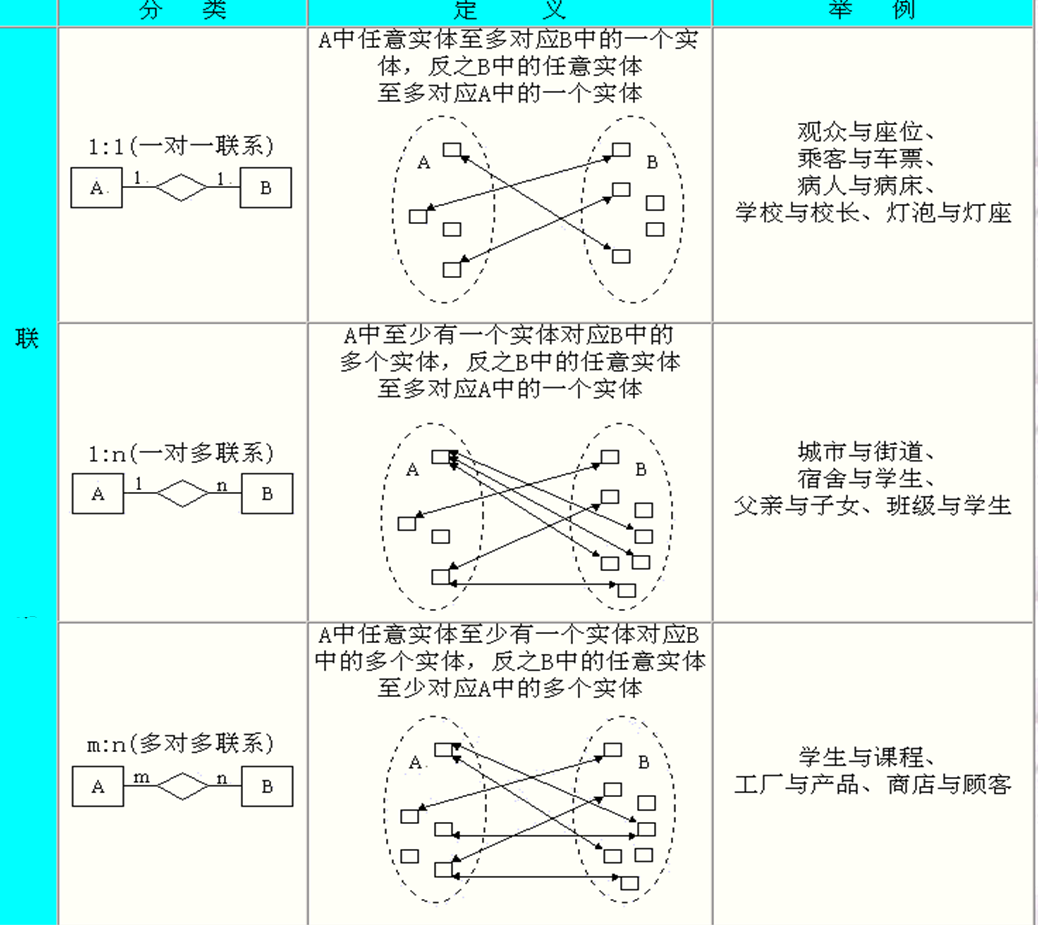 分 类 定 义 举 例
联
1:1(一对一联系)
A 1 1 B
A中任意实体至多对应B中的一个实
体，反之B中的任意实体
至多对应A中的一个实体
A B
观众与座位、
乘客与车票、
病人与病床、
学校与校长、灯泡与灯座
1:n(一对多联系)
A 1 n B
A中至少有一个实体对应B中的
多个实体，反之B中的任意实体
至多对应A中的一个实体
A B
城市与街道、
宿舍与学生、
父亲与子女、班级与学生
m:n(多对多联系)
A m n B
A中任意实体至少有一个实体对应B
中的多个实体，反之B中的任意实体
至少对应A中的多个实体
A B
学生与课程、
工厂与产品、商店与顾客